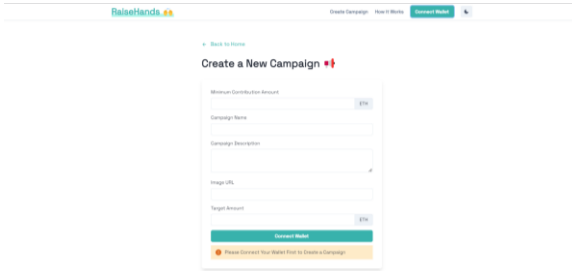 RaiseHands 🙌
Create Campaign How it Works Connect Wallet
← Back to Home
Create a New Campaign 📢
Minimum Contribution Amount
ETH
Campaign Name
Campaign Description
Image URL
Target Amount
ETH
Connect Wallet
Please Connect Your Wallet First to Create a Campaign